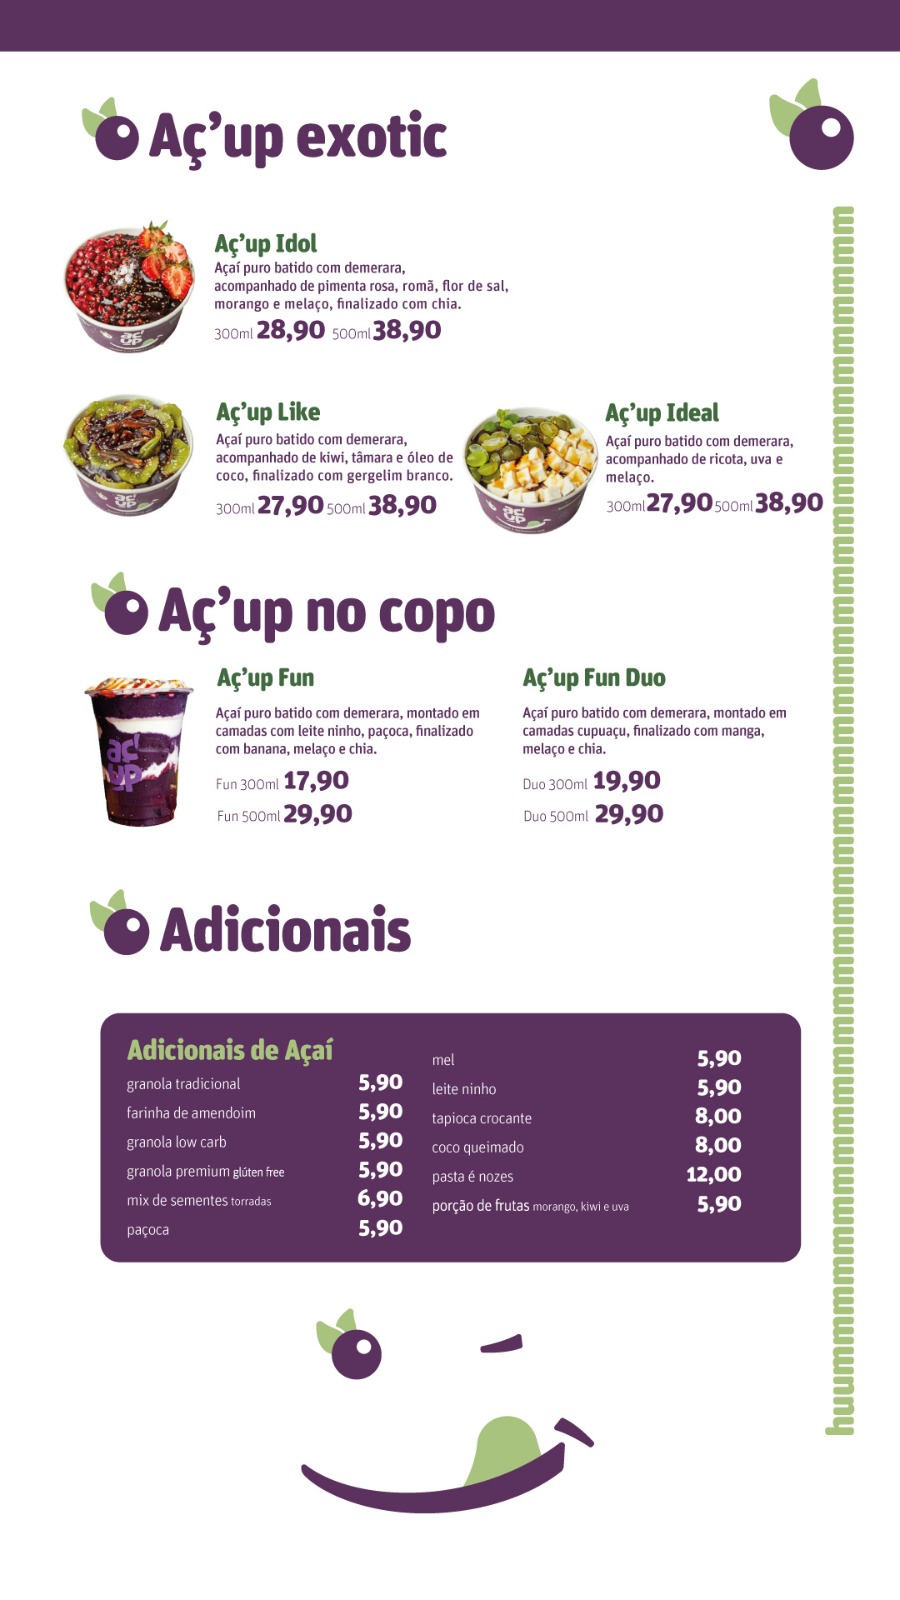 Aç’up exotic
Aç’up Idol
Açaí puro batido com demerara,
acompanhado de pimenta rosa, romã, flor de sal,
morango e melaço, finalizado com chia.
300ml 28,90 500ml 38,90
Aç’up Like
Açaí puro batido com demerara,
acompanhado de kiwi, tâmara e óleo de
coco, finalizado com gergelim branco.
300ml 27,90 500ml 38,90
Aç’up Ideal
Açaí puro batido com demerara,
acompanhado de ricota, uva e
melaço.
300ml 27,90 500ml 38,90
Aç’up no copo
aç'
up
Aç’up Fun
Açaí puro batido com demerara, montado em
camadas com leite ninho, paçoca, finalizado
com banana, melaço e chia.
Fun 300ml 17,90
Fun 500ml 29,90
Aç’up Fun Duo
Açaí puro batido com demerara, montado em
camadas cupuaçu, finalizado com manga,
melaço e chia.
Duo 300ml 19,90
Duo 500ml 29,90
Adicionais
Adicionais de Açaí
granola tradicional 5,90
farinha de amendoim 5,90
granola low carb 5,90
granola premium glúten free 5,90
mix de sementes torradas 6,90
paçoca 5,90
mel 5,90
leite ninho 5,90
tapioca crocante 8,00
coco queimado 8,00
pasta é nozes 12,00
porção de frutas morango, kiwi e uva 5,90